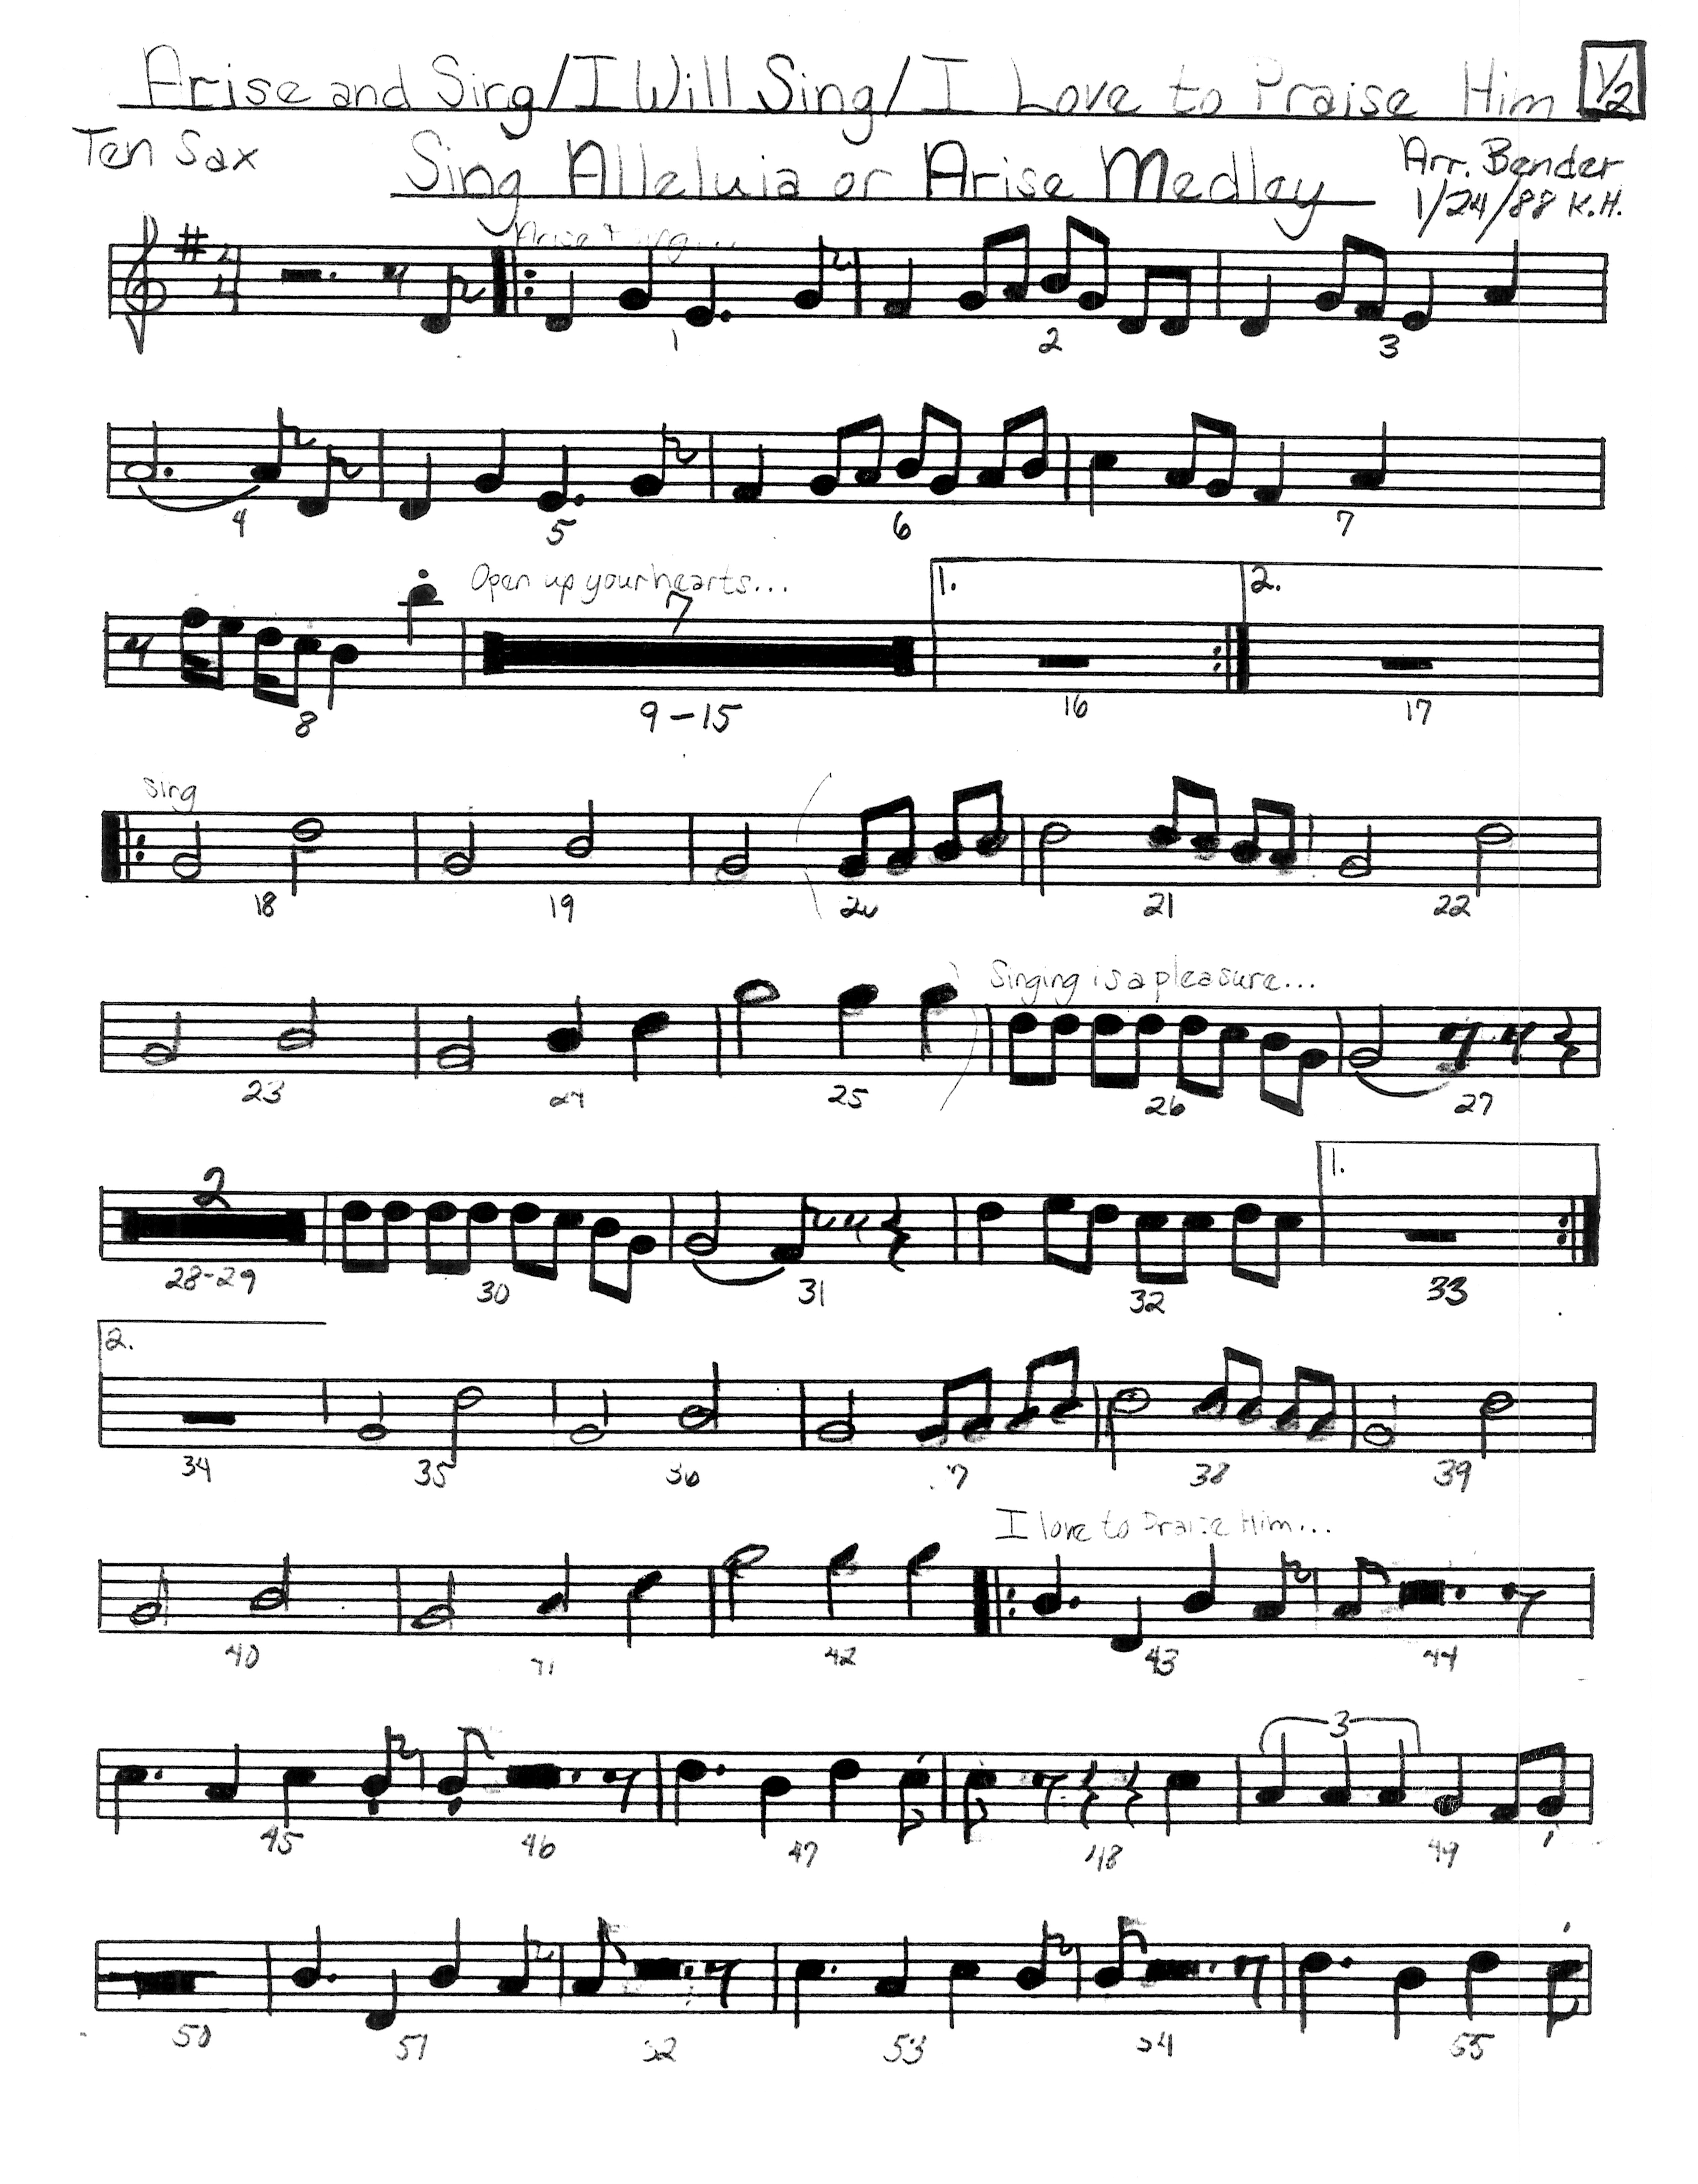 Arise and Sing/I Will Sing/I Love to Praise Him 1/2
Ten Sax
Sing Alleluia or Arise Medley
Arr. Bender
1/24/88 K.H.
4
4
1 2 3
4 5 6 7
Open up your hearts...
7
1. 2.
8 9-15 16 17
Sing
18 19 20 21 22
Singing is a pleasure...
23 24 25 26 27
2
1.
28-29 30 31 32 33
2.
34 35 36 37 38 39
I love to Praise Him...
40 41 42 43 44
3
45 46 47 48 49
50 51 52 53 54 55